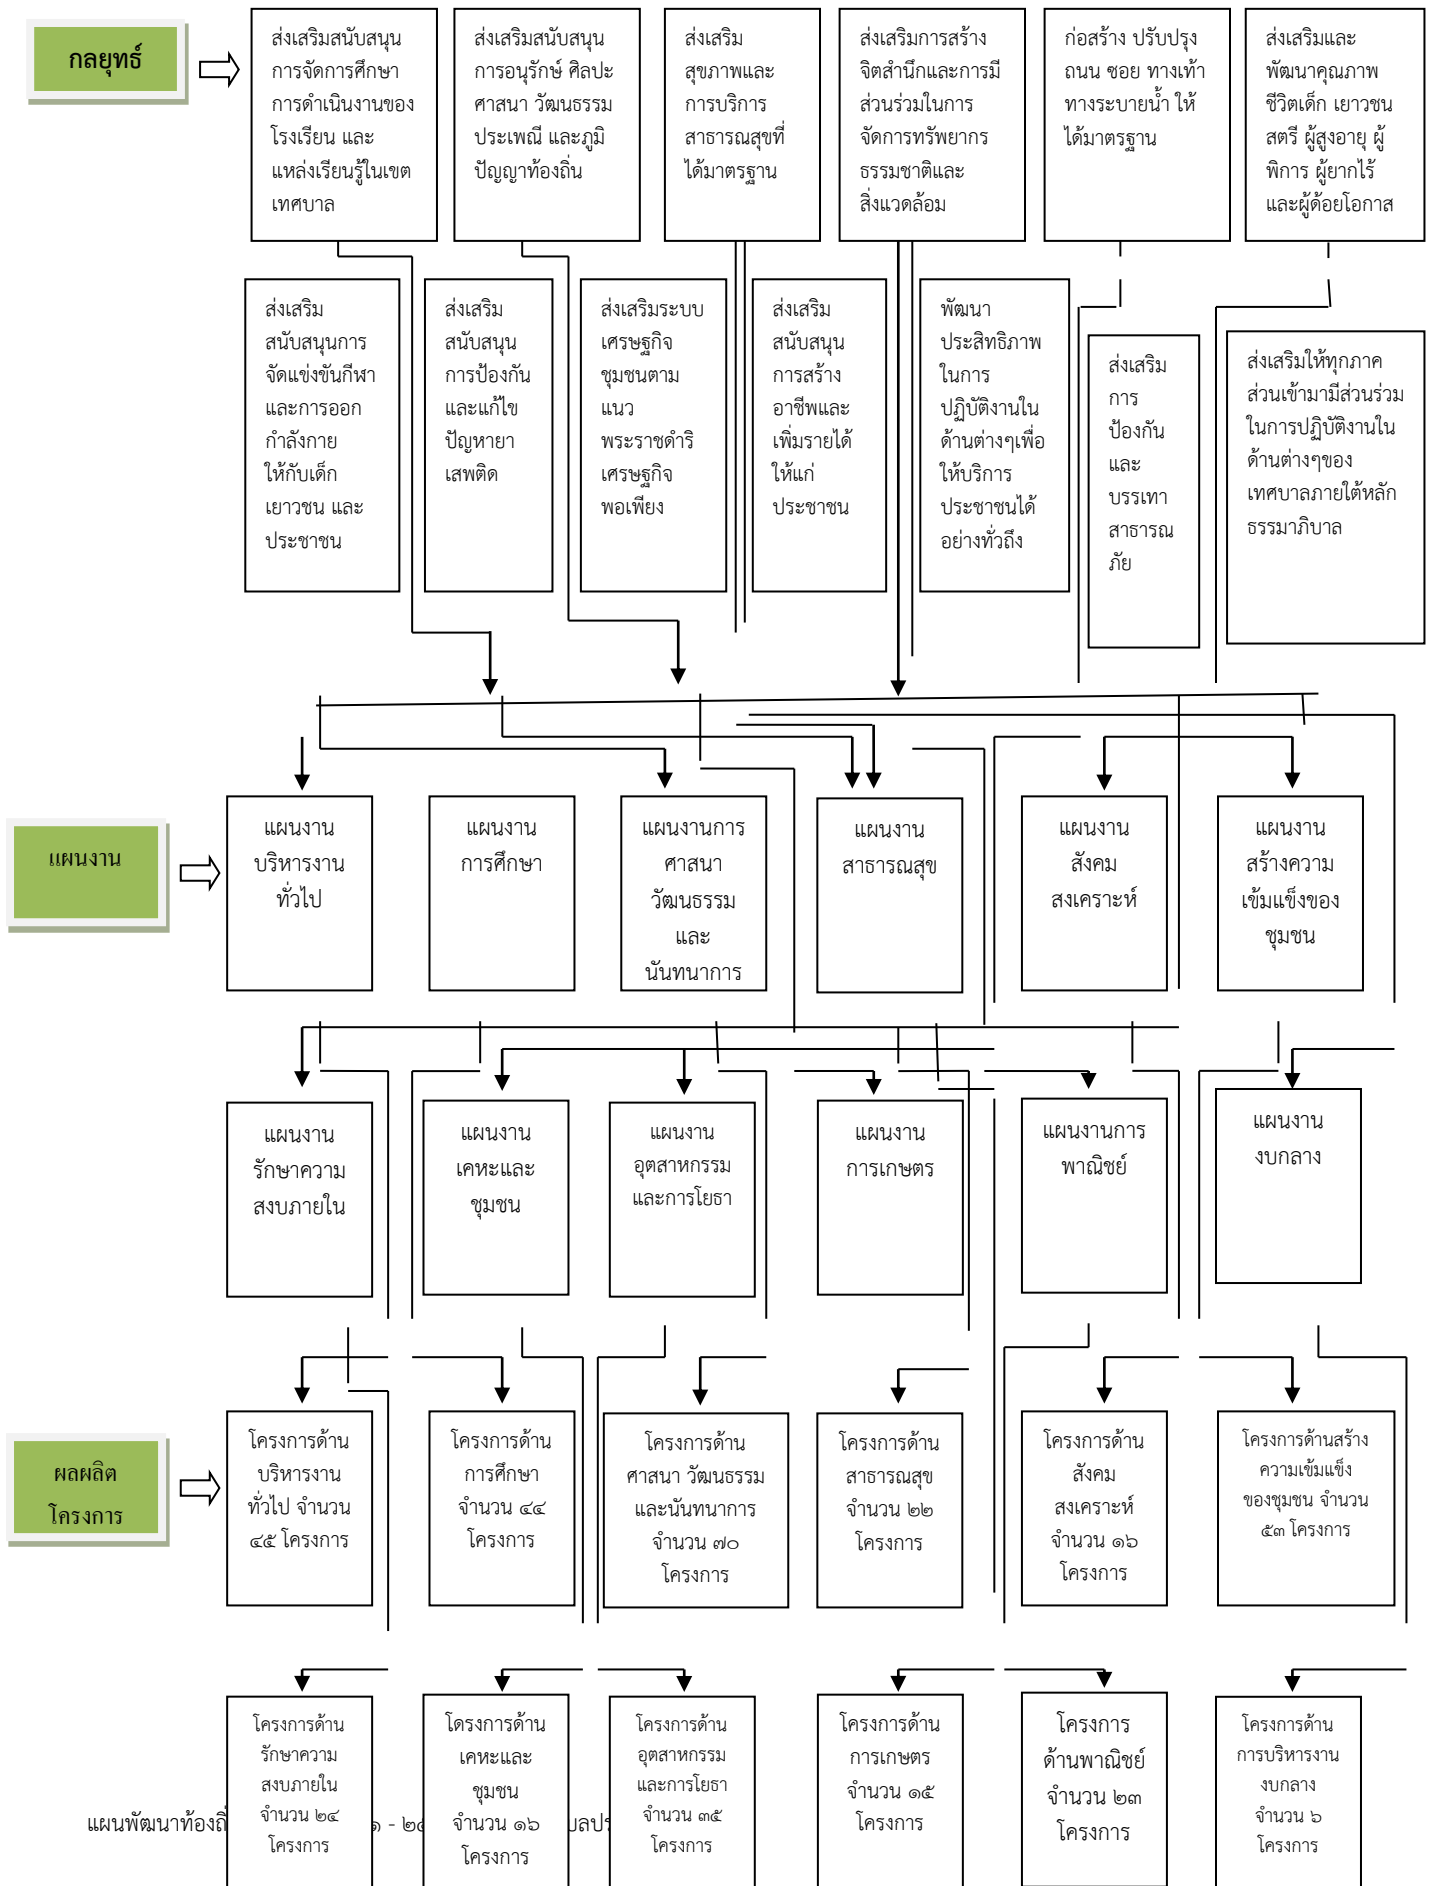 กลยุทธ์
ส่งเสริมสนับสนุน
การจัดการศึกษา
การดำเนินงานของ
โรงเรียน และ
แหล่งเรียนรู้ในเขต
เทศบาล
ส่งเสริมสนับสนุน
การอนุรักษ์ ศิลปะ
ศาสนา วัฒนธรรม
ประเพณี และภูมิ
ปัญญาท้องถิ่น
ส่งเสริม
สุขภาพและ
การบริการ
สาธารณสุขที่
ได้มาตรฐาน
ส่งเสริมการสร้าง
จิตสำนึกและการมี
ส่วนร่วมในการ
จัดการทรัพยากร
ธรรมชาติและ
สิ่งแวดล้อม
ก่อสร้าง ปรับปรุง
ถนน ซอย ทางเท้า
ทางระบายน้ำ ให้
ได้มาตรฐาน
ส่งเสริมและ
พัฒนาคุณภาพ
ชีวิตเด็ก เยาวชน
สตรี ผู้สูงอายุ ผู้
พิการ ผู้ยากไร้
และผู้ด้อยโอกาส
ส่งเสริม
สนับสนุนการ
จัดแข่งขันกีฬา
และการออก
กำลังกาย
ให้กับเด็ก
เยาวชน และ
ประชาชน
ส่งเสริม
สนับสนุน
การป้องกัน
และแก้ไข
ปัญหายา
เสพติด
ส่งเสริมระบบ
เศรษฐกิจ
ชุมชนตาม
แนว
พระราชดำริ
เศรษฐกิจ
พอเพียง
ส่งเสริม
สนับสนุน
การสร้าง
อาชีพและ
เพิ่มรายได้
ให้แก่
ประชาชน
พัฒนา
ประสิทธิภาพ
ในการ
ปฏิบัติงานใน
ด้านต่างๆเพื่อ
ให้บริการ
ประชาชนได้
อย่างทั่วถึง
ส่งเสริม
การ
ป้องกัน
และ
บรรเทา
สาธารณ
ภัย
ส่งเสริมให้ทุกภาค
ส่วนเข้ามามีส่วนร่วม
ในการปฏิบัติงานใน
ด้านต่างๆของ
เทศบาลภายใต้หลัก
ธรรมาภิบาล
แผนงาน
แผนงาน
บริหารงาน
ทั่วไป
แผนงาน
การศึกษา
แผนงานการ
ศาสนา
วัฒนธรรม
และ
นันทนาการ
แผนงาน
สาธารณสุข
แผนงาน
สังคม
สงเคราะห์
แผนงาน
สร้างความ
เข้มแข็งของ
ชุมชน
แผนงาน
รักษาความ
สงบภายใน
แผนงาน
เคหะและ
ชุมชน
แผนงาน
อุตสาหกรรม
และการโยธา
แผนงาน
การเกษตร
แผนงานการ
พาณิชย์
แผนงาน
งบกลาง
ผลผลิต
โครงการ
โครงการด้าน
บริหารงาน
ทั่วไป จำนวน
๔๕ โครงการ
โครงการด้าน
การศึกษา
จำนวน ๔๔
โครงการ
โครงการด้าน
ศาสนา วัฒนธรรม
และนันทนาการ
จำนวน ๗๐
โครงการ
โครงการด้าน
สาธารณสุข
จำนวน ๒๒
โครงการ
โครงการด้าน
สังคม
สงเคราะห์
จำนวน ๑๖
โครงการ
โครงการด้านสร้าง
ความเข้มแข็ง
ของชุมชน จำนวน
๕๓ โครงการ
โครงการด้าน
รักษาความ
สงบภายใน
จำนวน ๒๔
โครงการ
โดรงการด้าน
เคหะและ
ชุมชน
จำนวน ๑๖
โครงการ
โครงการด้าน
อุตสาหกรรม
และการโยธา
จำนวน ๓๕
โครงการ
โครงการด้าน
การเกษตร
จำนวน ๑๕
โครงการ
โครงการ
ด้านพาณิชย์
จำนวน ๒๓
โครงการ
โครงการด้าน
การบริหารงาน
งบกลาง
จำนวน ๖
โครงการ
แผนพัฒนาท้องถิ่